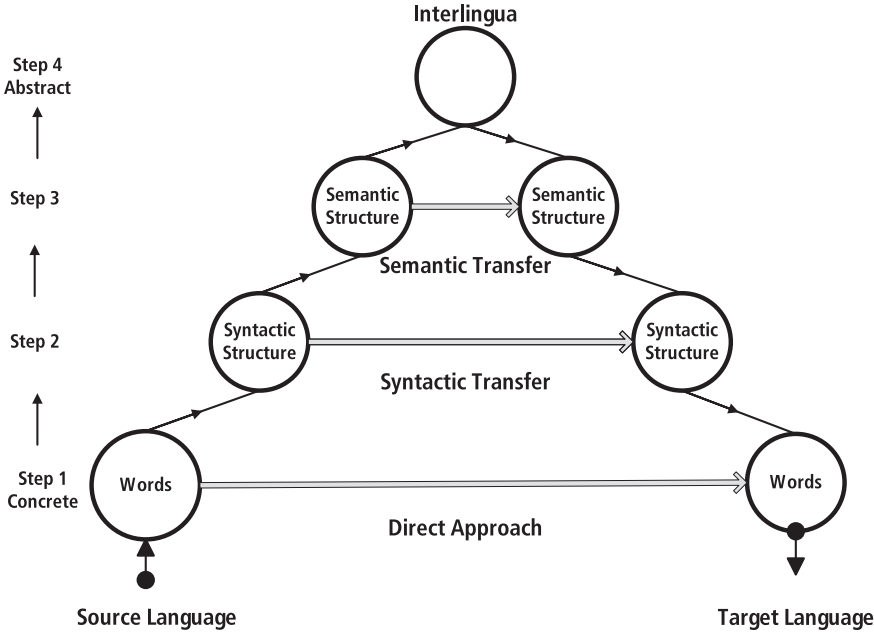 Interlingua
Step 4
Abstract
Step 3
Semantic
Structure
Semantic
Structure
Semantic Transfer
Step 2
Syntactic
Structure
Syntactic
Structure
Syntactic Transfer
Step 1
Concrete
Words
Words
Direct Approach
Source Language
Target Language